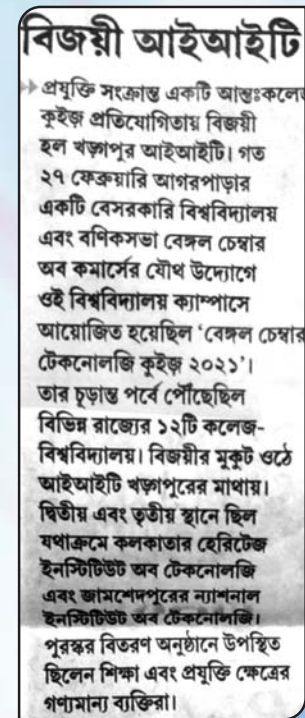 বিজয়ী আইআইটি
প্রযুক্তি সংক্রান্ত একটি আন্তঃকলেজ
কুইজ় প্রতিযোগিতায় বিজয়ী
হল খড়্গপুর আইআইটি। গত
২৭ ফেব্রুয়ারি আগরপাড়ার
একটি বেসরকারি বিশ্ববিদ্যালয়
এবং বণিকসভা বেঙ্গল চেম্বার
অব কমার্সের যৌথ উদ্যোগে
ওই বিশ্ববিদ্যালয় ক্যাম্পাসে
আয়োজিত হয়েছিল ‘বেঙ্গল চেম্বার
টেকনোলজি কুইজ় ২০২১’।
তার চূড়ান্ত পর্বে পৌঁছেছিল
বিভিন্ন রাজ্যের ১২টি কলেজ-
বিশ্ববিদ্যালয়। বিজয়ীর মুকুট ওঠে
আইআইটি খড়্গপুরের মাথায়।
দ্বিতীয় এবং তৃতীয় স্থানে ছিল
যথাক্রমে কলকাতার হেরিটেজ
ইনস্টিটিউট অব টেকনোলজি
এবং জামশেদপুরের ন্যাশনাল
ইনস্টিটিউট অব টেকনোলজি।
পুরস্কার বিতরণ অনুষ্ঠানে উপস্থিত
ছিলেন শিক্ষা এবং প্রযুক্তি ক্ষেত্রের
গণ্যমান্য ব্যক্তিরা।